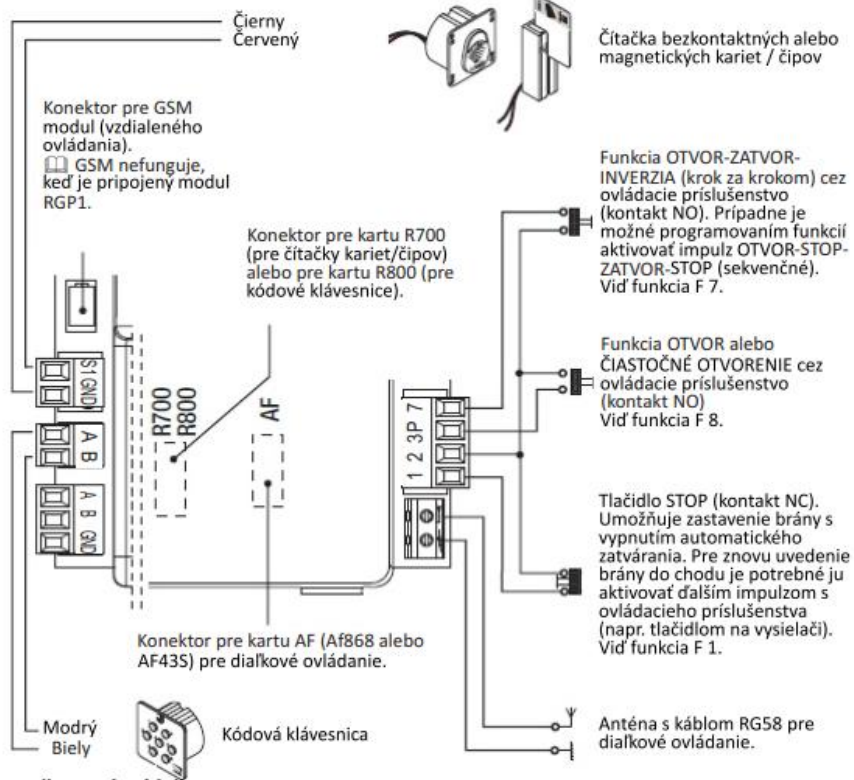 Čierny
Červený
Čítačka bezkontaktných alebo
magnetických kariet / čipov
Konektor pre GSM
modul (vzdialeného
ovládania).
GSM nefunguje,
keď je pripojený modul
RGP1.
Konektor pre kartu R700
(pre čítačky kariet/čipov)
alebo pre kartu R800 (pre
kódové klávesnice).
Funkcia OTVOR-ZATVOR-
INVERZIA (krok za krokom) cez
ovládacie príslušenstvo
(kontakt NO). Prípadne je
možné programovaním funkcií
aktivovať impulz OTVOR-STOP-
ZATVOR-STOP (sekvenčné).
Viď funkcia F 7.
Funkcia OTVOR alebo
ČIASTOČNÉ OTVORENIE cez
ovládacie príslušenstvo
(kontakt NO)
Viď funkcia F 8.
S1 GND
A B
A B GND
R700
R800
AF
1 2 3P 7
Tlačidlo STOP (kontakt NC).
Umožňuje zastavenie brány s
vypnutím automatického
zatvárania. Pre znovu uvedenie
brány do chodu je potrebné ju
aktivovať ďalším impulzom s
ovládacieho príslušenstva
(napr. tlačidlom na vysielači).
Viď funkcia F 1.
Konektor pre kartu AF (Af868 alebo
AF43S) pre diaľkové ovládanie.
Modrý
Biely
Kódová klávesnica
Anténa s káblom RG58 pre
diaľkové ovládanie.